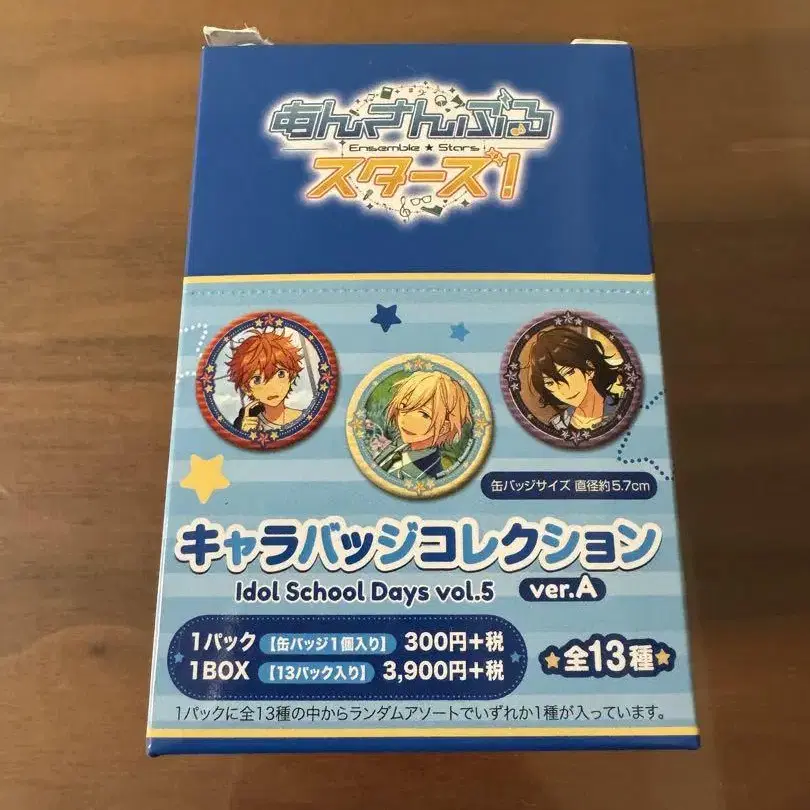 あんさんぶる
Ensemble ★ Stars
スターズ!
缶バッジサイズ 直径約5.7cm
キャラバッジコレクション
Idol School Days vol.5 ver.A
1パック【缶バッジ1個入り】300円+税
1BOX【13パック入り】3,900円+税
★全13種★
1パックに全13種の中からランダムアソートでいずれか1種が入っています。